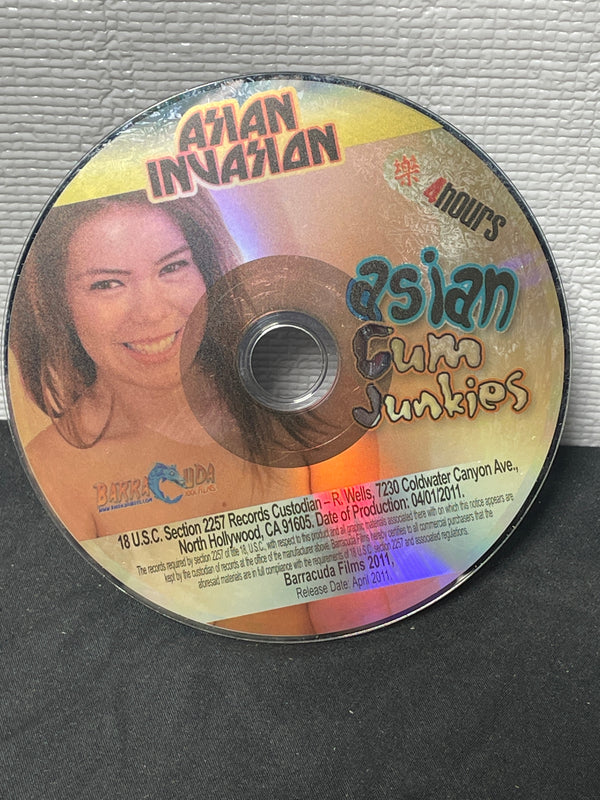 ASIAN
INVASION
樂 4hours
asian
Cum
Junkies
BARRACUDA
XXX FILMS
18 U.S.C. Section 2257 Records Custodian – R. Wells, 7230 Coldwater Canyon Ave.,
North Hollywood, CA 91605. Date of Production: 04/01/2011.
The records required by section 2257 of title 18, U.S.C. with respect to this product and all graphic materials associated there with on which this notice appears are
kept by the custodian of records at the office of the manufacturer above. Barracuda Films hereby certifies to all commercial purchasers that the
aforesaid materials are in full compliance with the requirements of 18 U.S.C. section 2257 and associated regulations.
Barracuda Films 2011,
Release Date: April 2011.